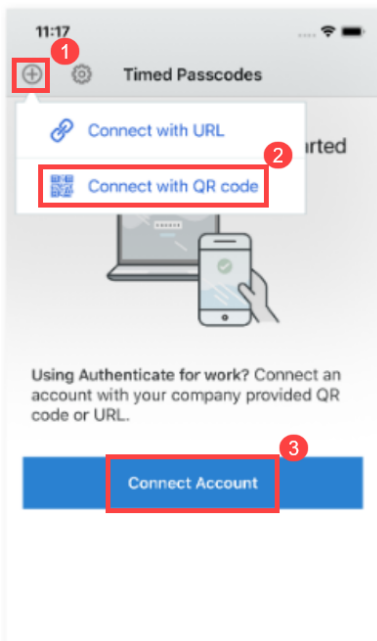 11:17
1
Timed Passcodes
Connect with URL
2
rted
Connect with QR code
Using Authenticate for work? Connect an
account with your company provided QR
code or URL.
3
Connect Account